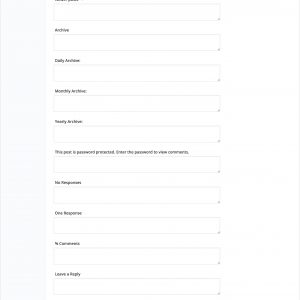 Archive
Daily Archive:
Monthly Archive:
Yearly Archive:
This post is password protected. Enter the password to view comments.
No Responses
One Response
% Comments
Leave a Reply